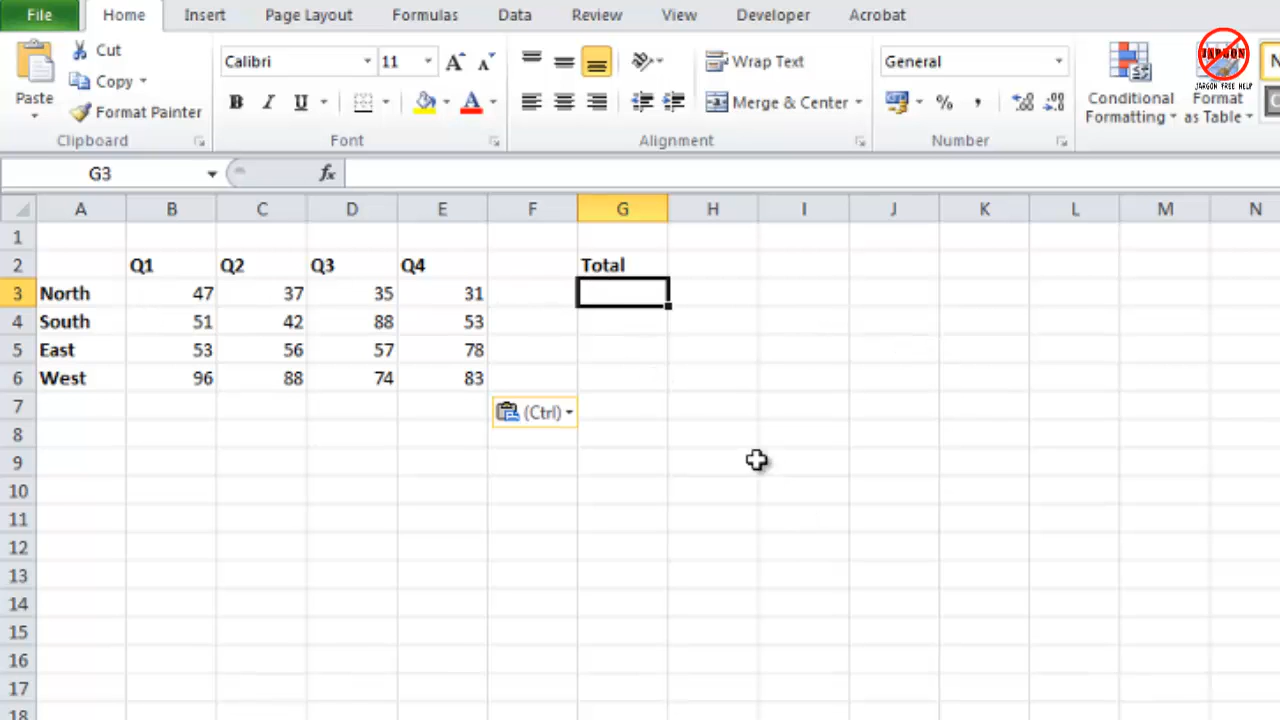 File Home Insert Page Layout Formulas Data Review View Developer Acrobat
Cut
Copy
Format Painter
Paste
Clipboard
Calibri 11
B I U A
Font
Wrap Text
Merge & Center
Alignment
General
% ,
Number
Conditional Formatting
Format as Table
JARGON
JARGON FREE HELP
G3 fx
A B C D E F G H I J K L M N
1
2 Q1 Q2 Q3 Q4 Total
3 North 47 37 35 31
4 South 51 42 88 53
5 East 53 56 57 78
6 West 96 88 74 83
7 (Ctrl)
8
9
10
11
12
13
14
15
16
17
18